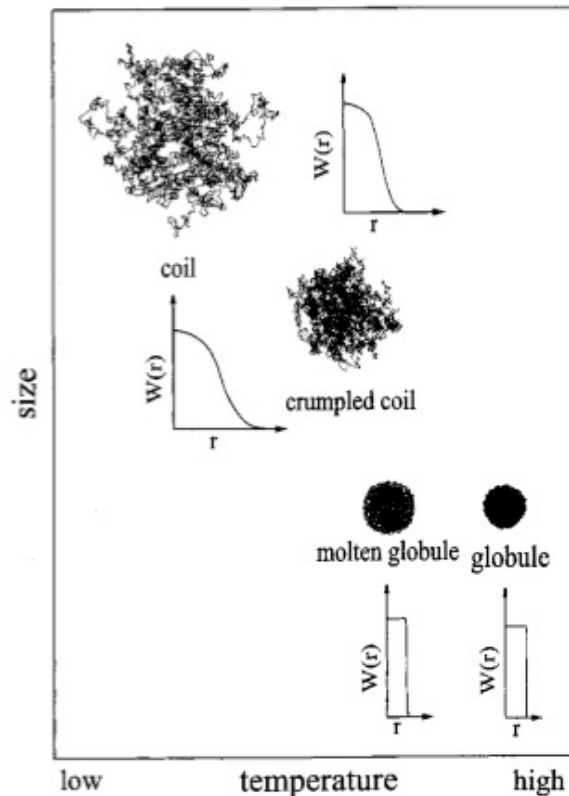 W(r)
r
coil
W(r)
r
crumpled coil
size
molten globule
globule
W(r)
r
W(r)
r
low
temperature
high